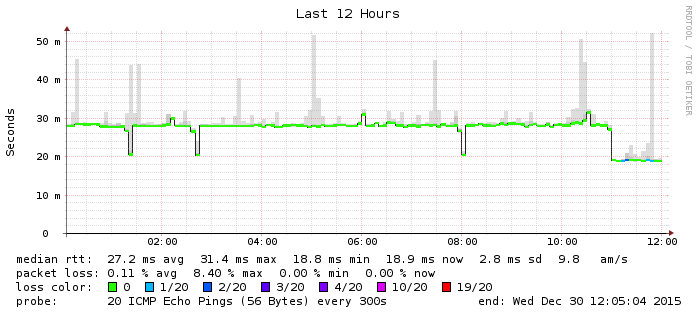 Last 12 Hours
RRDTOOL / TOBI OETIKER
Seconds
50 m
40 m
30 m
20 m
10 m
0
02:00 04:00 06:00 08:00 10:00 12:00
median rtt: 27.2 ms avg 31.4 ms max 18.8 ms min 18.9 ms now 2.8 ms sd 9.8 am/s
packet loss: 0.11 % avg 8.40 % max 0.00 % min 0.00 % now
loss color: 0 1/20 2/20 3/20 4/20 10/20 19/20
probe: 20 ICMP Echo Pings (56 Bytes) every 300s end: Wed Dec 30 12:05:04 2015